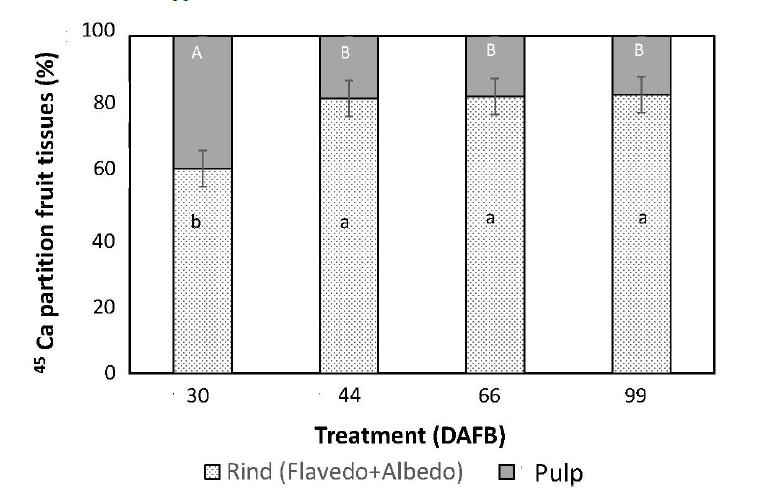 100
80
60
40
20
0
45 Ca partition fruit tissues (%)
A
B
B
B
b
a
a
a
30
44
66
99
Treatment (DAFB)
Rind (Flavedo+Albedo)
Pulp